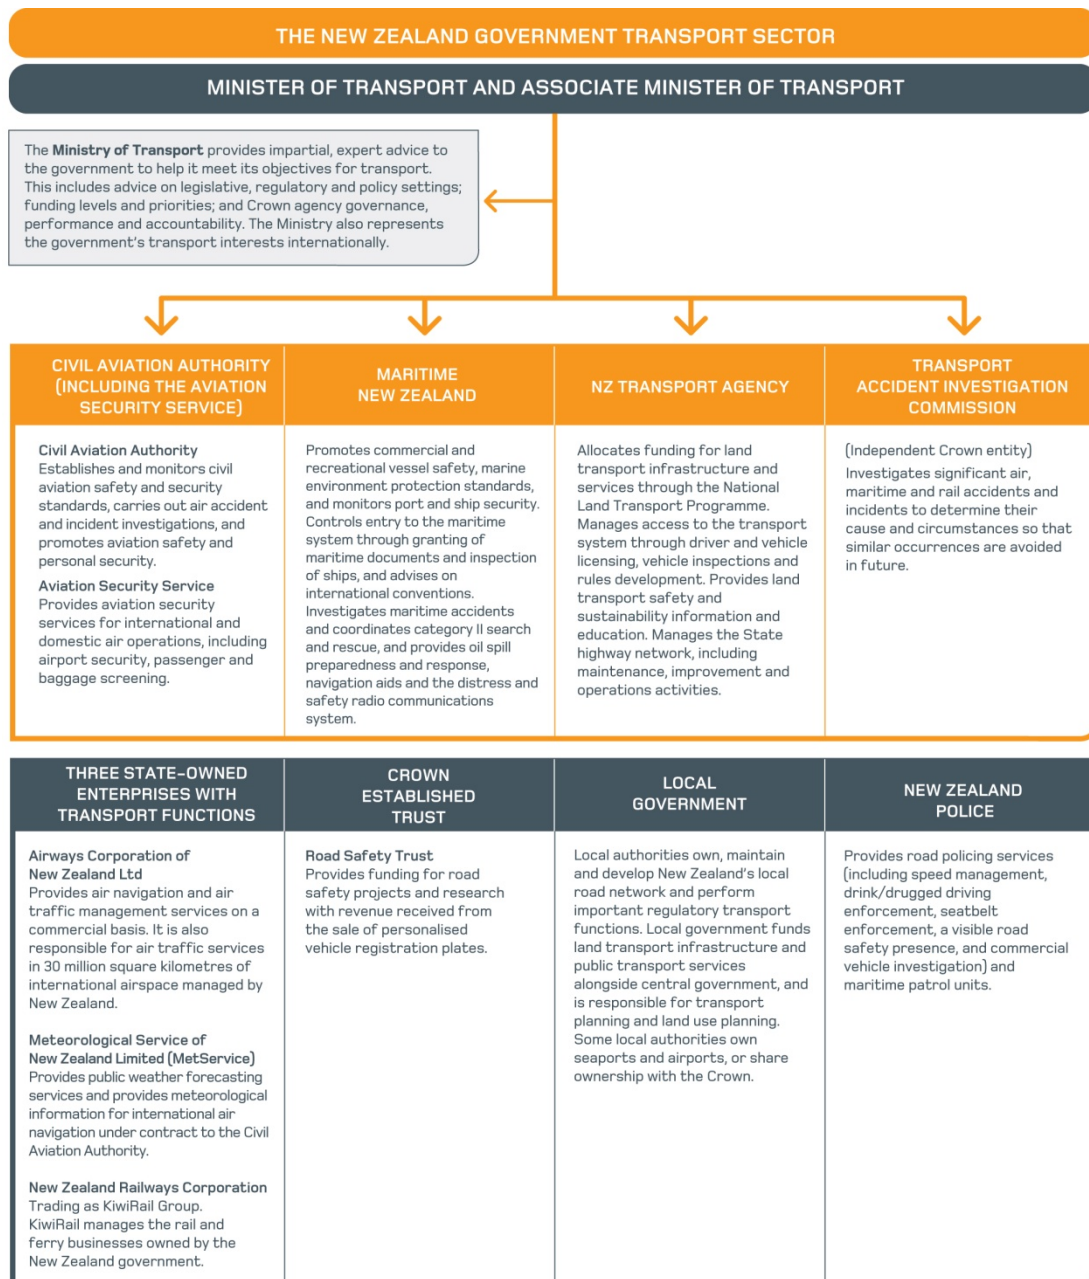 THE NEW ZEALAND GOVERNMENT TRANSPORT SECTOR
MINISTER OF TRANSPORT AND ASSOCIATE MINISTER OF TRANSPORT
The Ministry of Transport provides impartial, expert advice to
the government to help it meet its objectives for transport.
This includes advice on legislative, regulatory and policy settings;
funding levels and priorities; and Crown agency governance,
performance and accountability. The Ministry also represents
the government's transport interests internationally.
CIVIL AVIATION AUTHORITY
(INCLUDING THE AVIATION
SECURITY SERVICE)
Civil Aviation Authority
Establishes and monitors civil
aviation safety and security
standards, carries out air accident
and incident investigations, and
promotes aviation safety and
personal security.
Aviation Security Service
Provides aviation security
services for international and
domestic air operations, including
airport security, passenger and
baggage screening.
MARITIME
NEW ZEALAND
Promotes commercial and
recreational vessel safety, marine
environment protection standards,
and monitors port and ship security.
Controls entry to the maritime
system through granting of
maritime documents and inspection
of ships, and advises on
international conventions.
Investigates maritime accidents
and coordinates category II search
and rescue, and provides oil spill
preparedness and response,
navigation aids and the distress and
safety radio communications
system.
NZ TRANSPORT AGENCY
Allocates funding for land
transport infrastructure and
services through the National
Land Transport Programme.
Manages access to the transport
system through driver and vehicle
licensing, vehicle inspections and
rules development. Provides land
transport safety and
sustainability information and
education. Manages the State
highway network, including
maintenance, improvement and
operations activities.
TRANSPORT
ACCIDENT INVESTIGATION
COMMISSION
(Independent Crown entity)
Investigates significant air,
maritime and rail accidents and
incidents to determine their
cause and circumstances so that
similar occurrences are avoided
in future.
THREE STATE-OWNED
ENTERPRISES WITH
TRANSPORT FUNCTIONS
Airways Corporation of
New Zealand Ltd
Provides air navigation and air
traffic management services on a
commercial basis. It is also
responsible for air traffic services
in 30 million square kilometres of
international airspace managed by
New Zealand.
Meteorological Service of
New Zealand Limited (MetService)
Provides public weather forecasting
services and provides meteorological
information for international air
navigation under contract to the Civil
Aviation Authority.
New Zealand Railways Corporation
Trading as KiwiRail Group.
KiwiRail manages the rail and
ferry businesses owned by the
New Zealand government.
CROWN
ESTABLISHED
TRUST
Road Safety Trust
Provides funding for road
safety projects and research
with revenue received from
the sale of personalised
vehicle registration plates.
LOCAL
GOVERNMENT
Local authorities own, maintain
and develop New Zealand's local
road network and perform
important regulatory transport
functions. Local government funds
land transport infrastructure and
public transport services
alongside central government, and
is responsible for transport
planning and land use planning.
Some local authorities own
seaports and airports, or share
ownership with the Crown.
NEW ZEALAND
POLICE
Provides road policing services
(including speed management,
drink/drugged driving
enforcement, seatbelt
enforcement, a visible road
safety presence, and commercial
vehicle investigation) and
maritime patrol units.